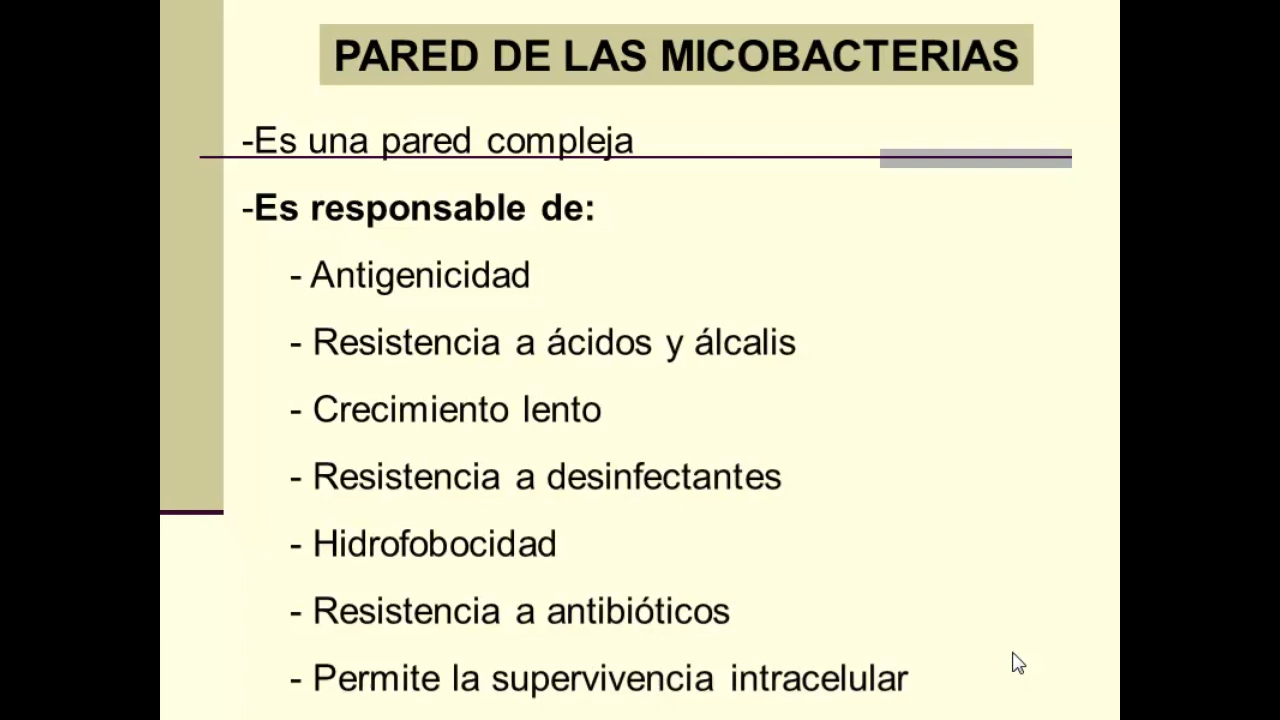 PARED DE LAS MICOBACTERIAS
-Es una pared compleja
-Es responsable de:
- Antigenicidad
- Resistencia a ácidos y álcalis
- Crecimiento lento
- Resistencia a desinfectantes
- Hidrofobocidad
- Resistencia a antibióticos
- Permite la supervivencia intracelular